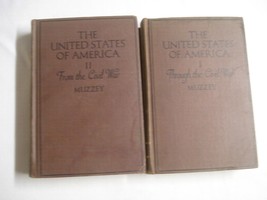 THE
UNITED STATES
OF AMERICA
II
From the Civil War
MUZZEY
THE
UNITED STATES
OF AMERICA
I
Through the Civil War
MUZZEY